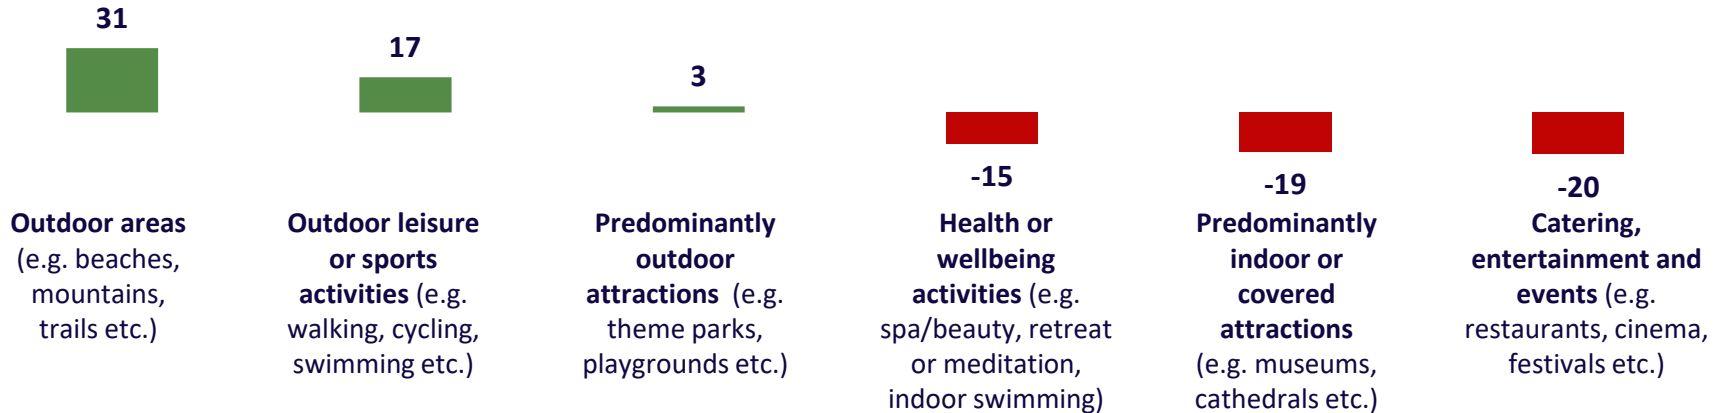 31
Outdoor areas
(e.g. beaches,
mountains,
trails etc.)
17
Outdoor leisure
or sports
activities (e.g.
walking, cycling,
swimming etc.)
3
Predominantly
outdoor
attractions (e.g.
theme parks,
playgrounds etc.)
-15
Health or
wellbeing
activities (e.g.
spa/beauty, retreat
or meditation,
indoor swimming)
-19
Predominantly
indoor or
covered
attractions
(e.g. museums,
cathedrals etc.)
-20
Catering,
entertainment and
events (e.g.
restaurants, cinema,
festivals etc.)